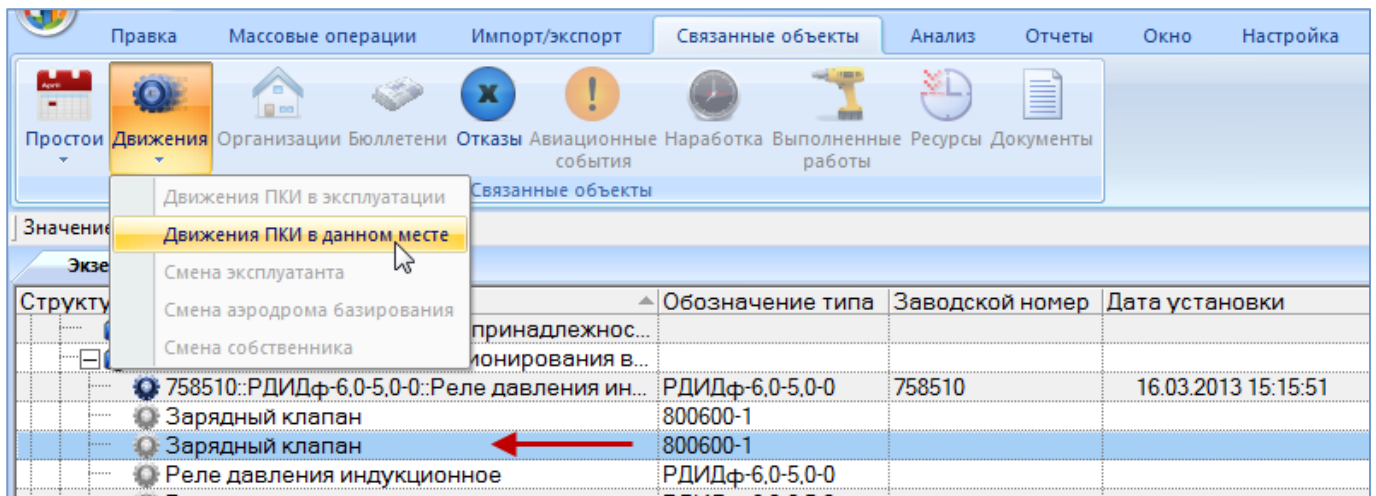 Правка Массовые операции Импорт/экспорт Связанные объекты Анализ Отчеты Окно Настройка
April
Простои Движения Организации Бюллетени Отказы Авиационные события Наработка Выполненные работы Ресурсы Документы
Связанные объекты
Движения ПКИ в эксплуатации
Движения ПКИ в данном месте
Смена эксплуатанта
Смена аэродрома базирования
Смена собственника
Значение
Экзе
Структу Обозначение типа Заводской номер Дата установки
принадлежнос...
ионирования в...
758510::РДИДф-6,0-5,0-0::Реле давления ин... РДИДф-6,0-5,0-0 758510 16.03.2013 15:15:51
Зарядный клапан 800600-1
Зарядный клапан 800600-1
Реле давления индукционное РДИДф-6,0-5,0-0